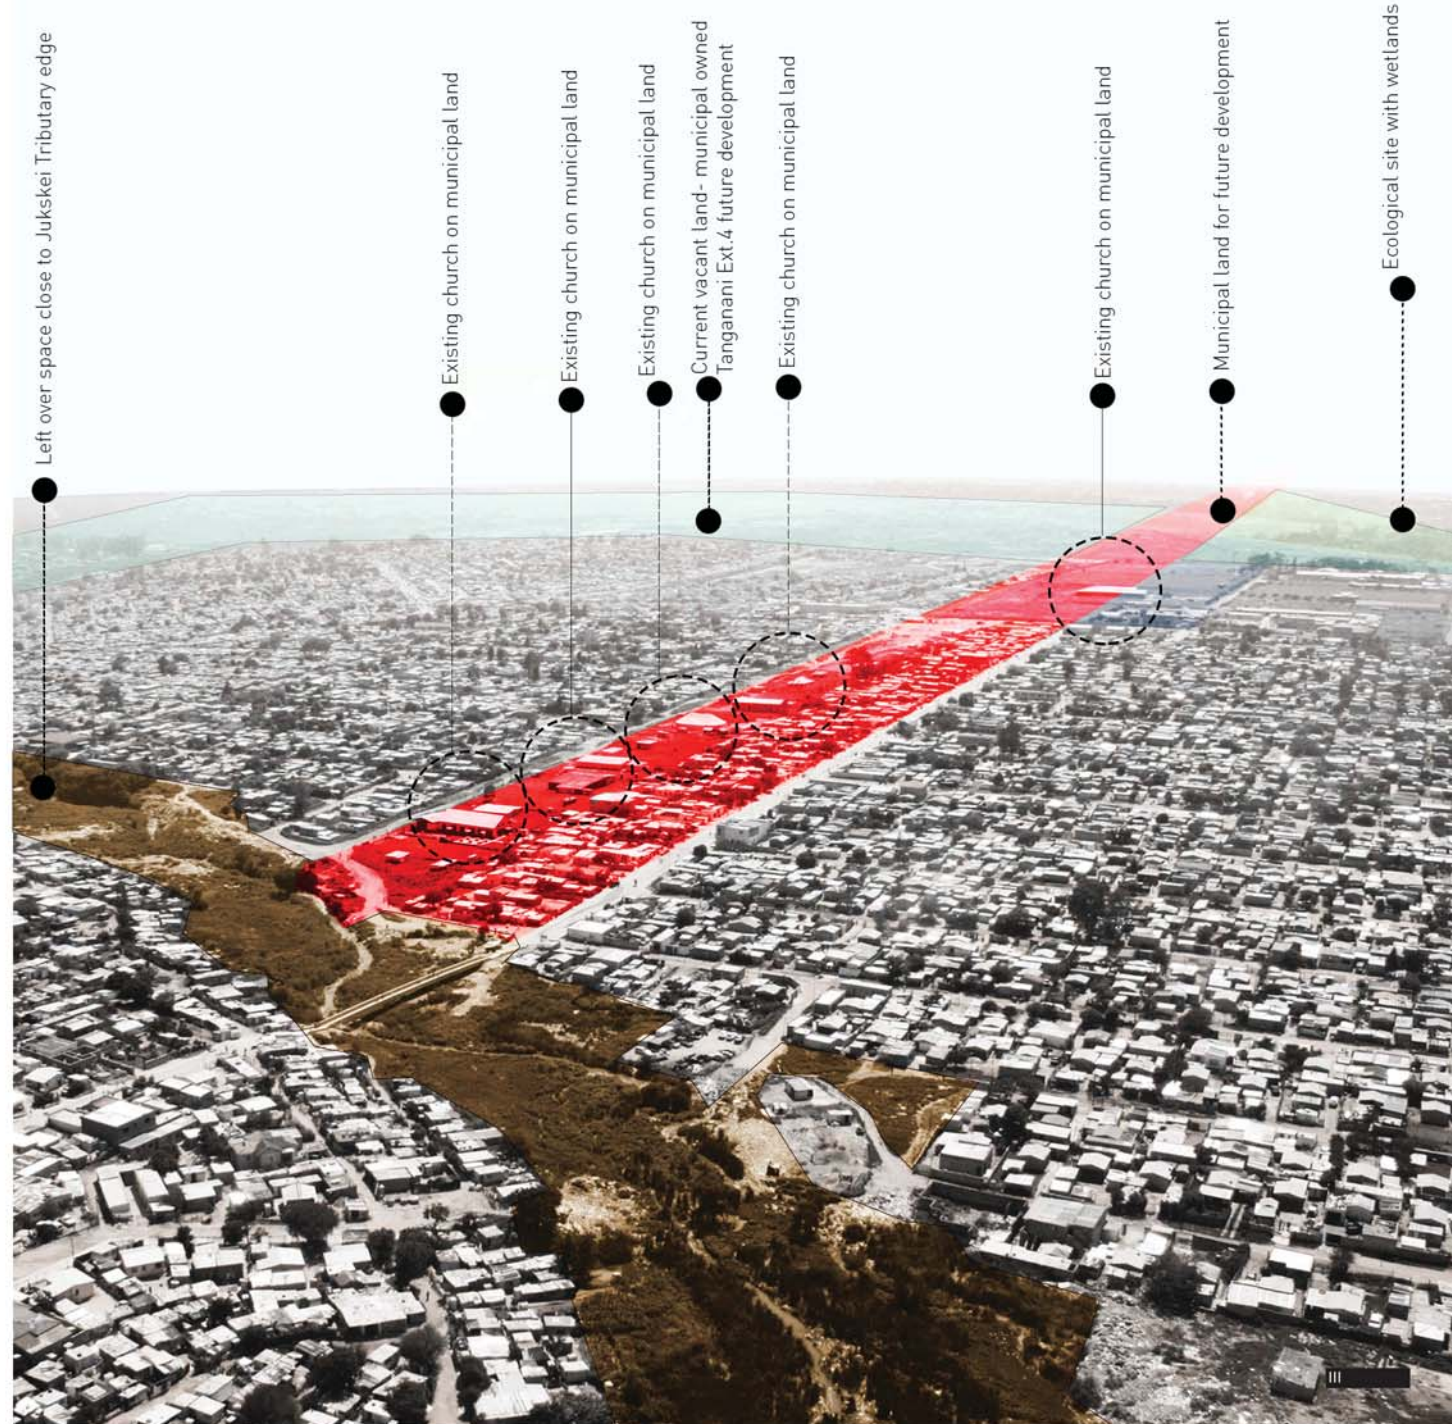 Left over space close to Jukskei Tributary edge
Existing church on municipal land
Existing church on municipal land
Existing church on municipal land
Current vacant land- municipal owned
Tanganani Ext.4 future development
Existing church on municipal land
Existing church on municipal land
Municipal land for future development
Ecological site with wetlands